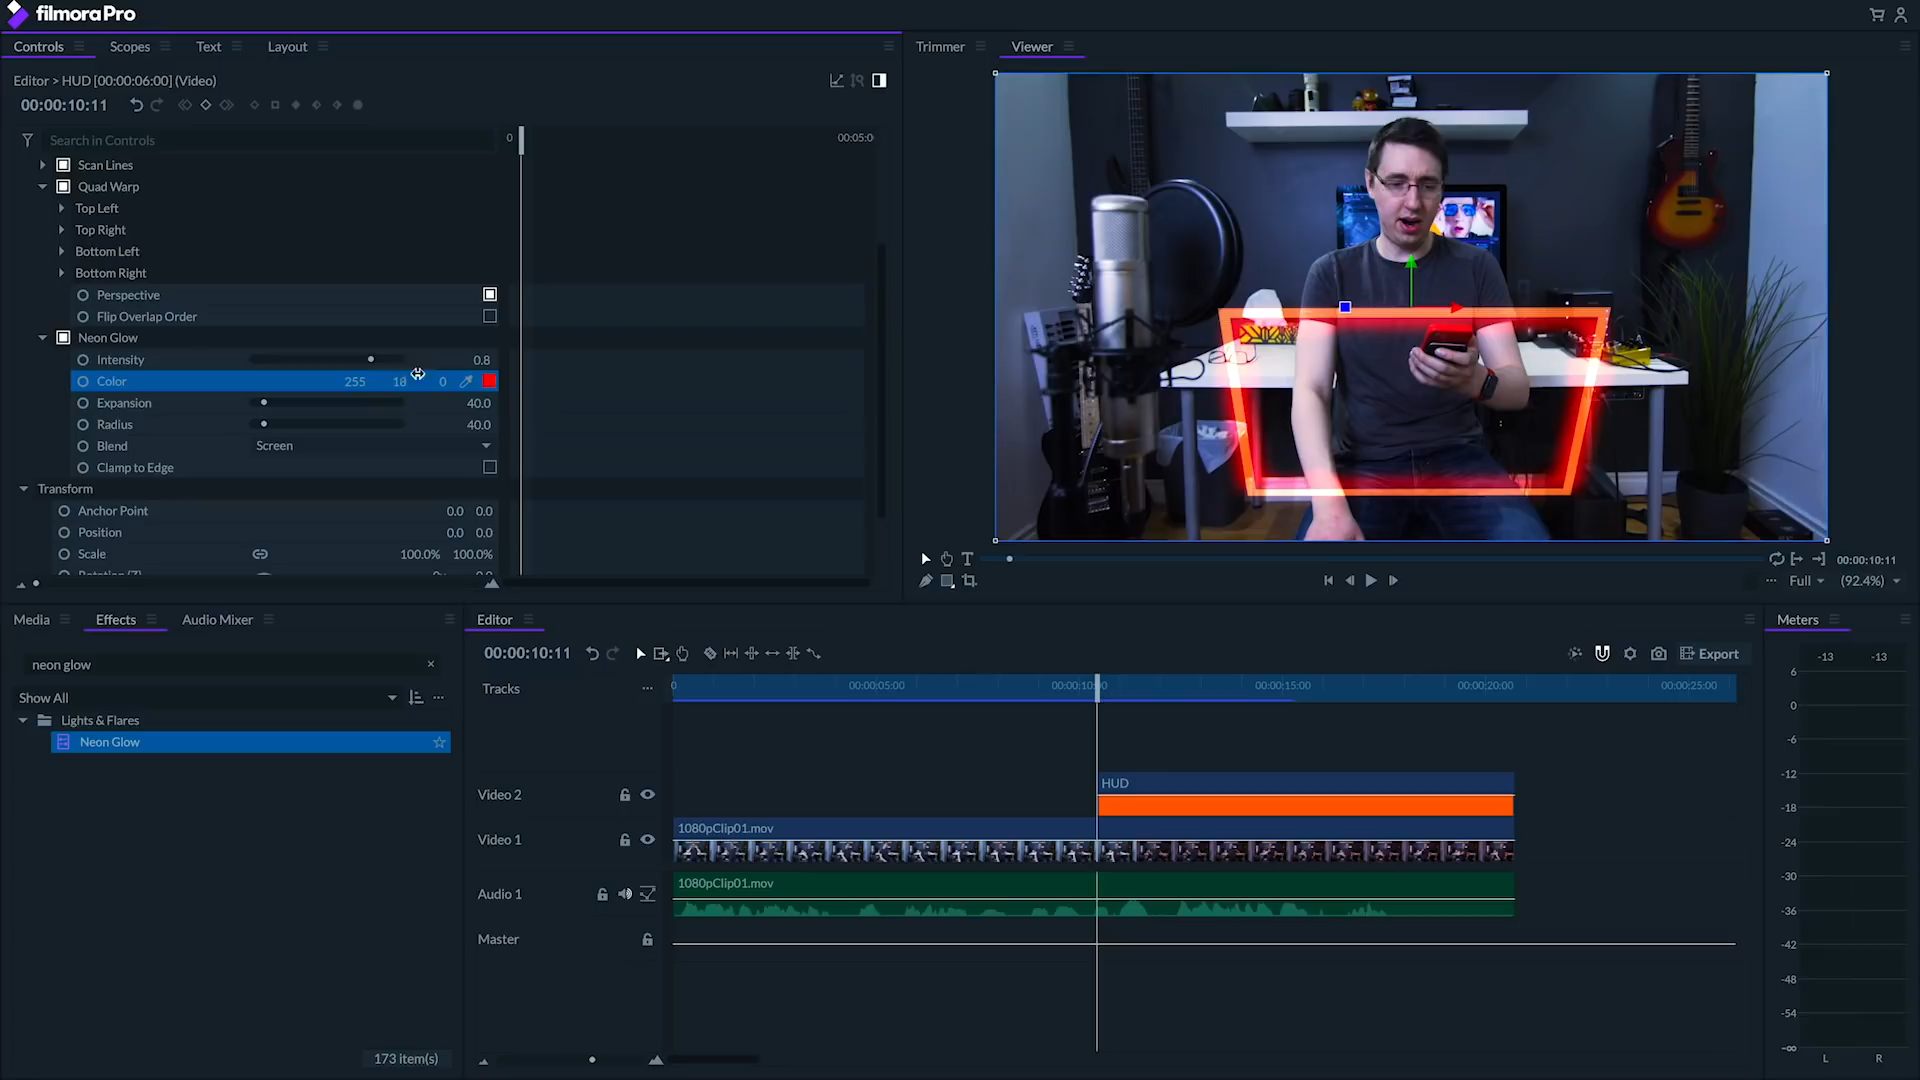 filmora Pro
Controls Scopes Text Layout
Editor > HUD [00:00:06:00] (Video)
00:00:10:11
Search in Controls
0 00:05:0
Scan Lines
Quad Warp
Top Left
Top Right
Bottom Left
Bottom Right
Perspective
Flip Overlap Order
Neon Glow
Intensity 0.8
Color 255 18 0
Expansion 40.0
Radius 40.0
Blend Screen
Clamp to Edge
Transform
Anchor Point 0.0 0.0
Position 0.0 0.0
Scale 100.0% 100.0%
Trimmer Viewer
T
00:00:10:11
Full (92.4%)
Media Effects Audio Mixer
neon glow
Show All
Lights & Flares
Neon Glow
173 item(s)
Editor
00:00:10:11
Export
Tracks
0 00:00:05:00 00:00:10:00 00:00:15:00 00:00:20:00 00:00:25:00
Video 2
HUD
Video 1
1080pClip01.mov
Audio 1
1080pClip01.mov
Master
Meters
-13 -13
6
0
-6
-12
-18
-24
-30
-36
-42
-48
-54
-∞
L R